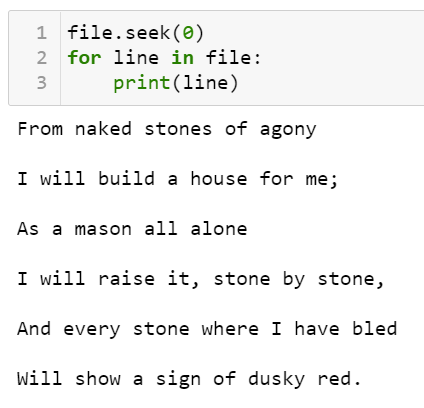 1 file.seek(0)
2 for line in file:
3     print(line)
From naked stones of agony
I will build a house for me;
As a mason all alone
I will raise it, stone by stone,
And every stone where I have bled
Will show a sign of dusky red.